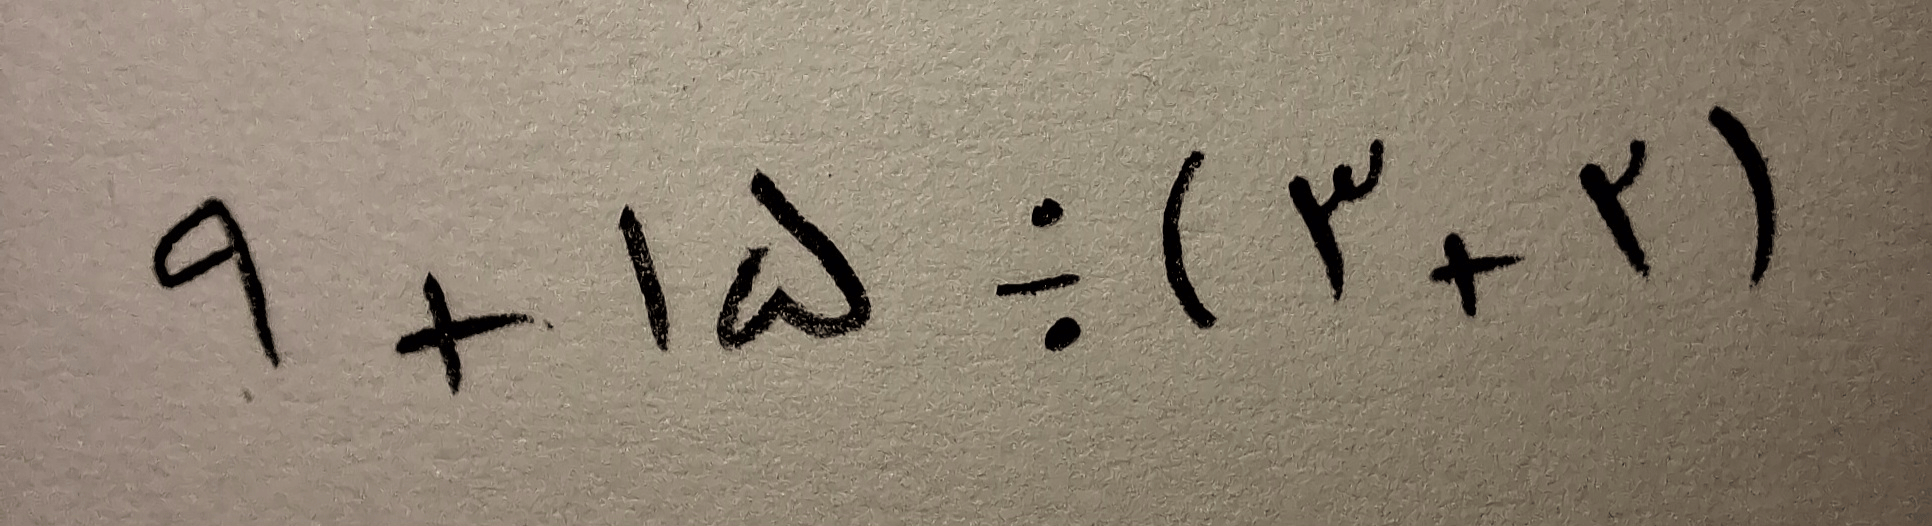 ۹ + ۱۵ ÷ (۳ + ۲)